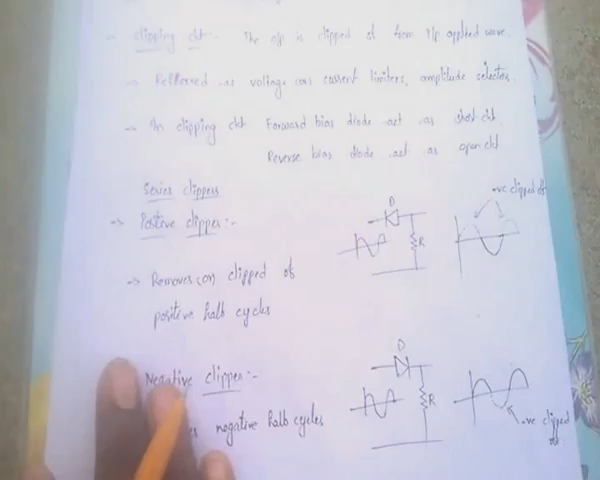 -> Clipping ckt :- The o/p is clipped of from I/p applied wave.
-> Reffered as voltage (or) current limiters, amplitude selectors.
-> In clipping ckt Forward bias diode act as short ckt.
Reverse bias diode act as open ckt
Series clippers
-> Positive clipper :-
D
R
+ve clipped off
-> Removes (or) clipped of
positive half cycles
Negative clipper :-
D
R
-ve clipped
negative half cycles